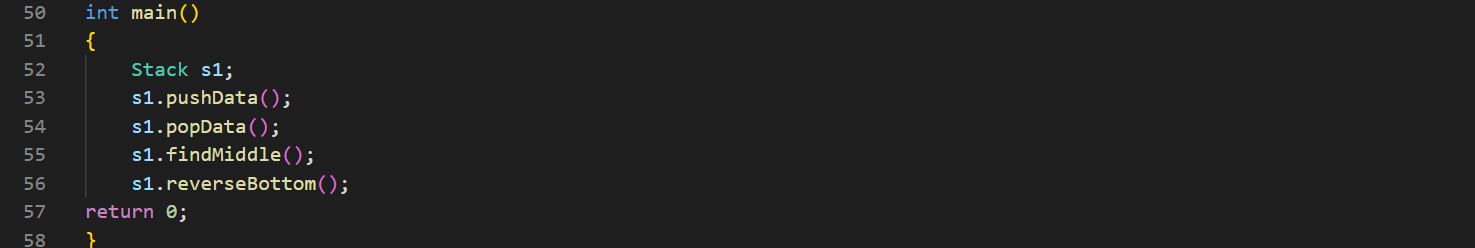 50 int main()
51 {
52 Stack s1;
53 s1.pushData();
54 s1.popData();
55 s1.findMiddle();
56 s1.reverseBottom();
57 return 0;
58 }